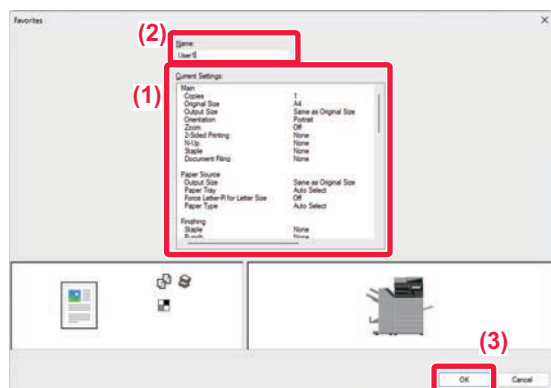 Favorites
(2)
Name:
User1
(1)
Current Settings:
Main
Copies 1
Original Size A4
Output Size Same as Original Size
Orientation Portrait
Zoom Off
2-Sided Printing None
N-Up None
Staple None
Document Filing None
Paper Source
Output Size Same as Original Size
Paper Tray Auto Select
Force Letter-R for Letter Size Off
Paper Type Auto Select
Finishing
Staple None
Punch None
(3)
OK Cancel